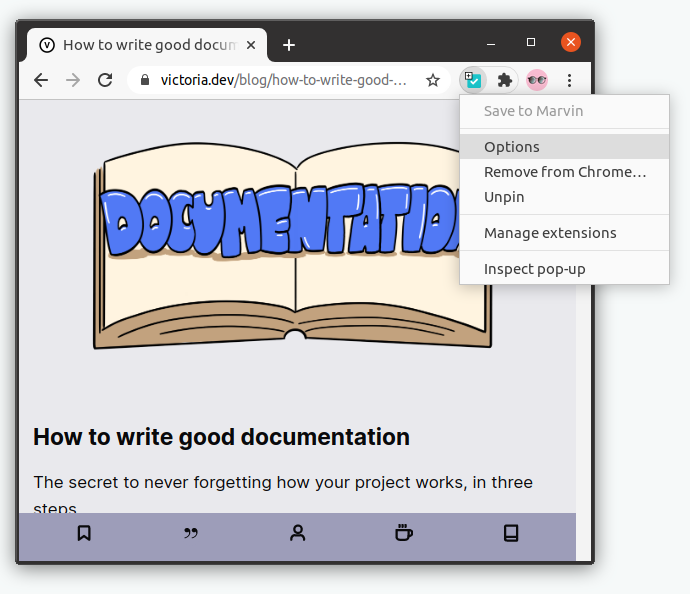 How to write good docum
victoria.dev/blog/how-to-write-good-...
Save to Marvin
Options
Remove from Chrome...
Unpin
Manage extensions
Inspect pop-up
DOCUMENTATIO
How to write good documentation
The secret to never forgetting how your project works, in three
steps